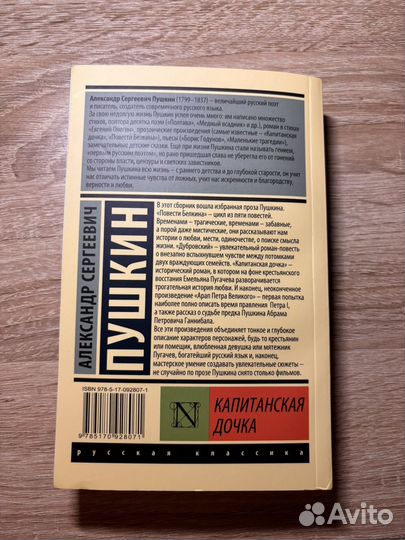 Александр Сергеевич Пушкин (1799–1837) – величайший русский поэт
и писатель, создатель современного русского языка.
За свою недолгую жизнь Пушкин успел очень много: им написано множество
стихов, полтора десятка поэм («Полтава», «Медный всадник» и др.), роман в стихах
«Евгений Онегин», прозаические произведения (самые известные – «Капитанская
дочка», «Повести Белкина»), пьесы («Борис Годунов», «Маленькие трагедии»),
замечательные детские сказки. Еще при жизни Пушкина стали называть гением,
«первым русским поэтом», но рано пришедшая слава не уберегла его от гонений
со стороны власти, цензуры и светских завистников.
Мы читаем Пушкина всю жизнь – с раннего детства и до глубокой старости, он учит
нас отличать истинные чувства от ложных, учит нас искренности и благородству,
верности и любви.
АЛЕКСАНДР СЕРГЕЕВИЧ
ПУШКИН
В этот сборник вошла избранная проза Пушкина.
«Повести Белкина» – цикл из пяти повестей.
Временами – трагические, временами – забавные,
а порой даже мистические, они рассказывают нам
истории о любви, мести, одиночестве, о поиске смысла
жизни. «Дубровский» – увлекательный роман-повесть
о внезапно вспыхнувшем чувстве между потомками
двух враждующих семейств. «Капитанская дочка» –
исторический роман, в котором на фоне крестьянского
восстания Емельяна Пугачева разворачивается
трогательная история любви. И наконец, неоконченное
произведение «Арап Петра Великого» – первая попытка
наиболее полно описать время правления Петра I,
а также рассказ о судьбе предка Пушкина Абрама
Петровича Ганнибала.
Все эти произведения объединяет тонкое и глубокое
описание характеров персонажей, будь то крестьянин
или помещик, влюбленная девушка или мятежник
Пугачев, богатейший русский язык и, наконец,
мастерское умение создавать увлекательные сюжеты –
не случайно по прозе Пушкина снято столько фильмов.
ISBN 978-5-17-092807-1
9 785170 928071
N
КАПИТАНСКАЯ
ДОЧКА
русская классика
Avito